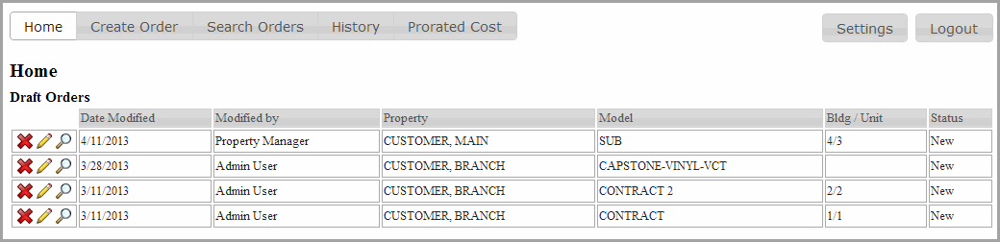 Home Create Order Search Orders History Prorated Cost Settings Logout
Home
Draft Orders
Date Modified Modified by Property Model Bldg / Unit Status
4/11/2013 Property Manager CUSTOMER, MAIN SUB 4/3 New
3/28/2013 Admin User CUSTOMER, BRANCH CAPSTONE-VINYL-VCT New
3/11/2013 Admin User CUSTOMER, BRANCH CONTRACT 2 2/2 New
3/11/2013 Admin User CUSTOMER, BRANCH CONTRACT 1/1 New